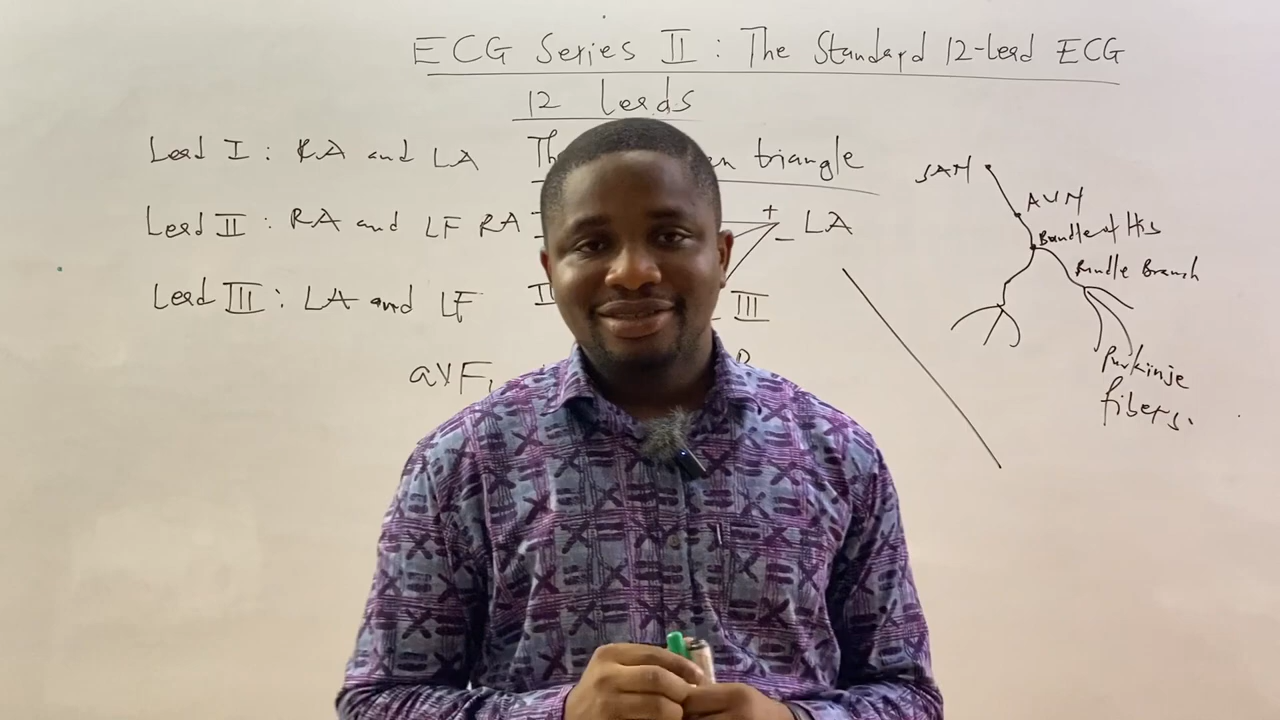 ECG Series II : The Standard 12-lead ECG
12 leads
Lead I : RA and LA
triangle
Lead II : RA and LF
RA
+
LA
-
Lead III : LA and LF
III
aVF,
SAN
AVN
Bundle of His
Bundle Branch
Purkinje
fibers.